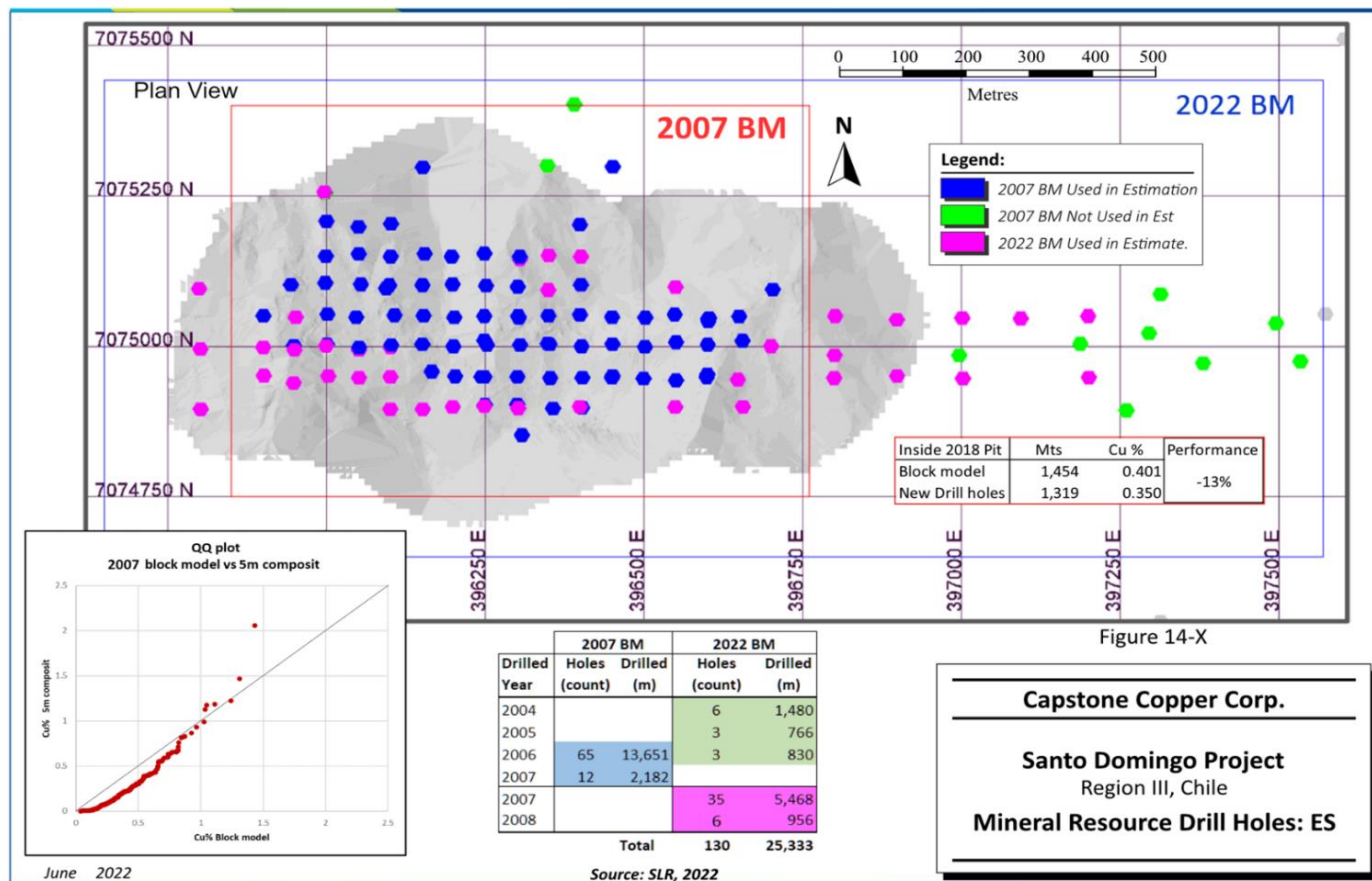 7075500 N
Plan View
0 100 200 300 400 500
Metres
2007 BM
2022 BM
N
Legend:
2007 BM Used in Estimation
2007 BM Not Used in Est
2022 BM Used in Estimate.
7075250 N
7075000 N
7074750 N
Inside 2018 Pit Mts Cu % Performance
Block model 1,454 0.401
-13%
New Drill holes 1,319 0.350
396250 E
396500 E
396750 E
397000 E
397250 E
397500 E
QQ plot
2007 block model vs 5m composit
Cu% 5m composit
2.5
2
1.5
1
0.5
0
0 0.5 1 1.5 2 2.5
Cu% Block model
2007 BM 2022 BM
Drilled Holes Drilled Holes Drilled
Year (count) (m) (count) (m)
2004 6 1,480
2005 3 766
2006 65 13,651 3 830
2007 12 2,182
2007 35 5,468
2008 6 956
Total 130 25,333
Figure 14-X
Capstone Copper Corp.
Santo Domingo Project
Region III, Chile
Mineral Resource Drill Holes: ES
June 2022
Source: SLR, 2022